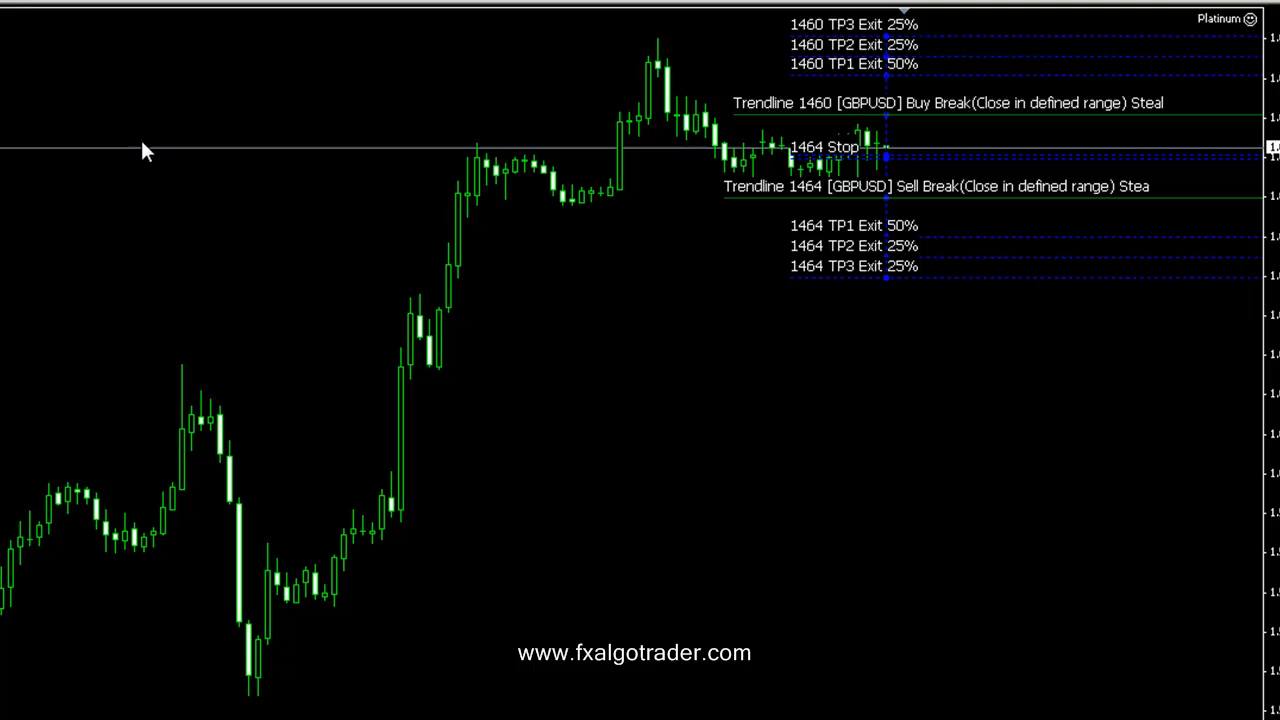 Platinum
1460 TP3 Exit 25%
1460 TP2 Exit 25%
1460 TP1 Exit 50%
Trendline 1460 [GBPUSD] Buy Break(Close in defined range) Steal
1464 Stop
Trendline 1464 [GBPUSD] Sell Break(Close in defined range) Stea
1464 TP1 Exit 50%
1464 TP2 Exit 25%
1464 TP3 Exit 25%
www.fxalgotrader.com